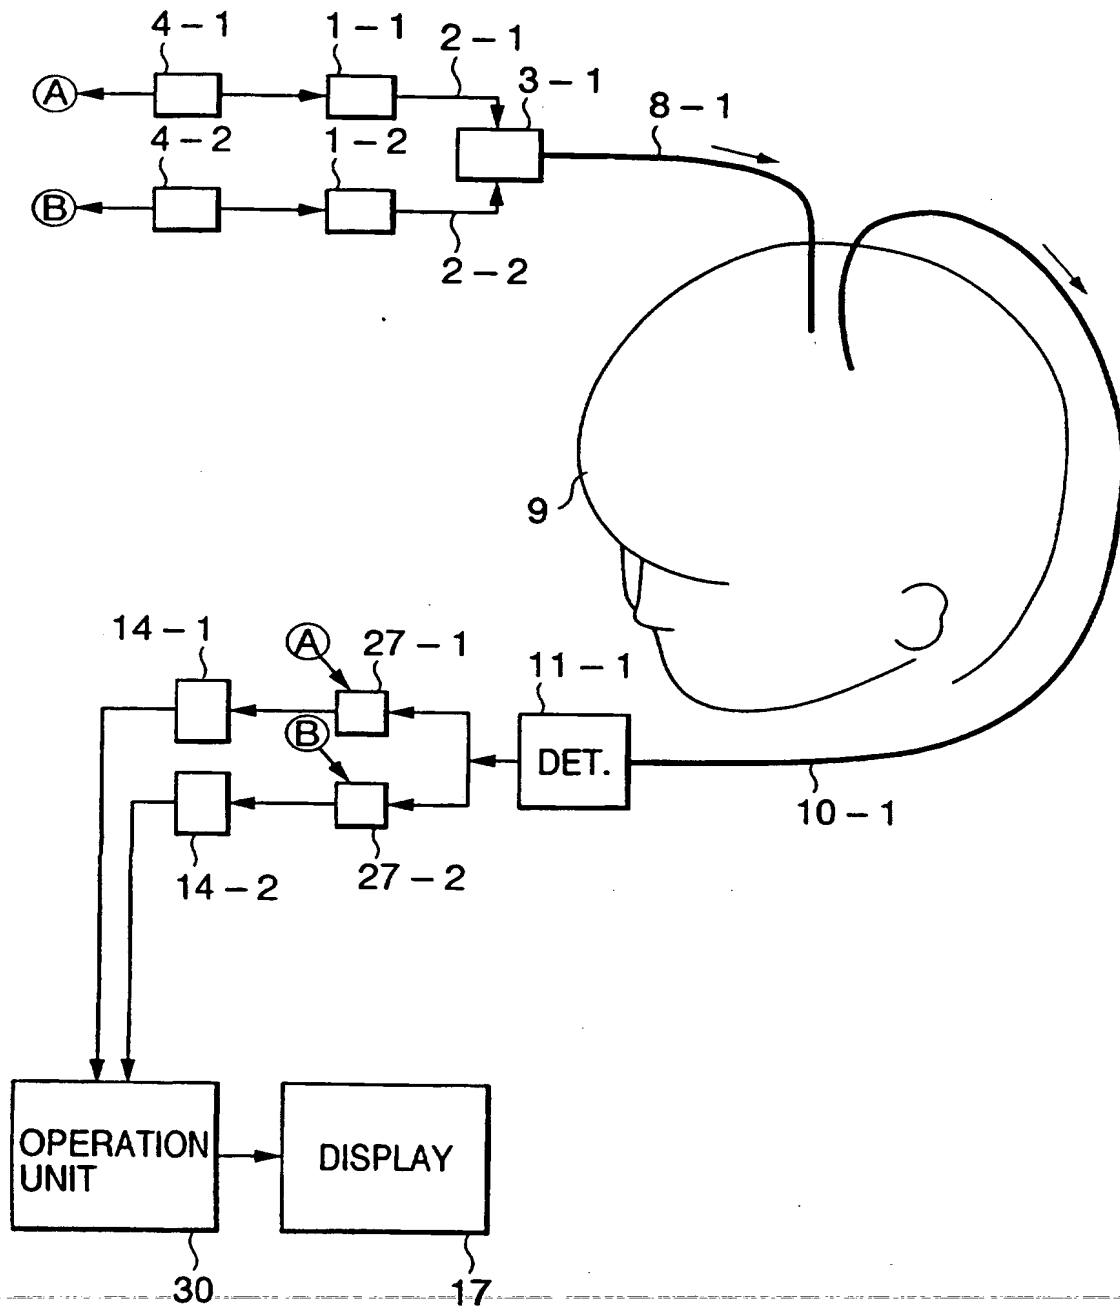 4-1
1-1
2-1
3-1
8-1
A
4-2
1-2
B
2-2
9
14-1
A
27-1
11-1
B
DET.
10-1
14-2
27-2
OPERATION
UNIT
DISPLAY
30
17